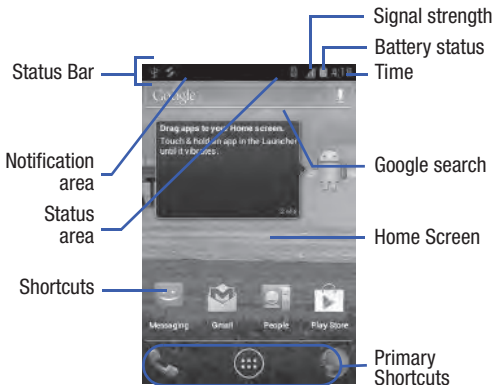 Signal strength
Battery status
Status Bar
Time
4:18
Google
Drag apps to your Home screen.
Touch & hold an app in the Launcher
until it vibrates.
Notification
area
Google search
Status
area
Home Screen
Shortcuts
Messaging
Gmail
People
Play Store
Primary
Shortcuts